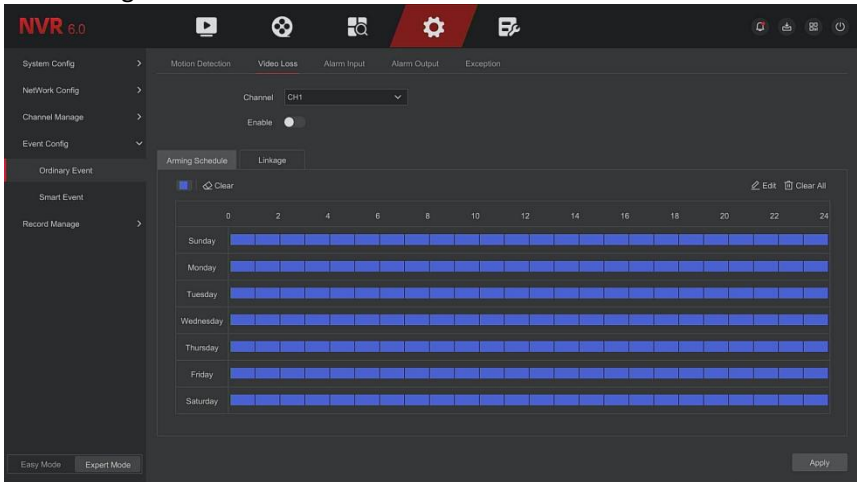 NVR 6.0
System Config
NetWork Config
Channel Manage
Event Config
Ordinary Event
Smart Event
Record Manage
Easy Mode Expert Mode
Motion Detection Video Loss Alarm Input Alarm Output Exception
Channel CH1
Enable
Arming Schedule Linkage
Clear Edit Clear All
0 2 4 6 8 10 12 14 16 18 20 22 24
Sunday
Monday
Tuesday
Wednesday
Thursday
Friday
Saturday
Apply